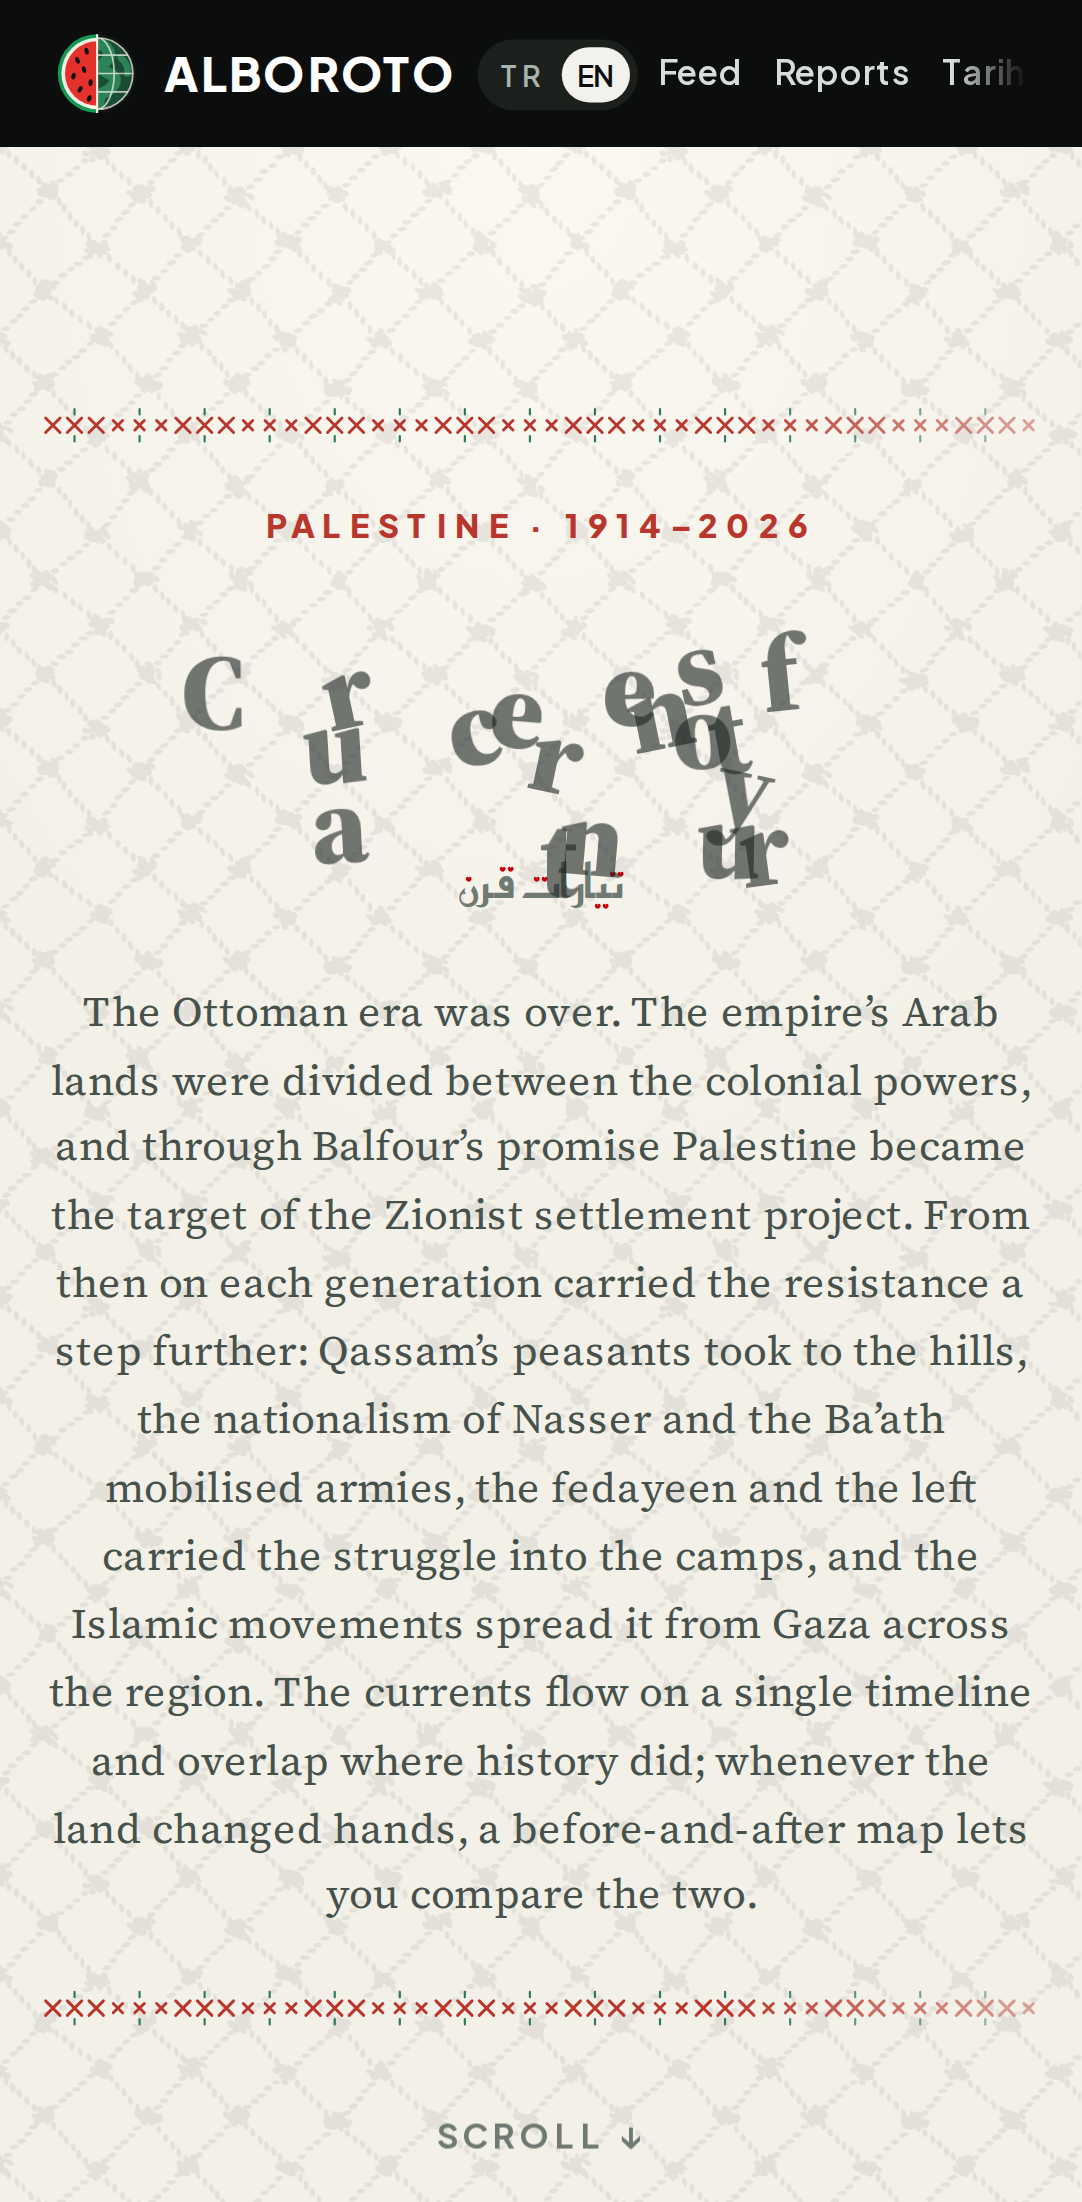 ALBOROTO TR EN Feed Reports Tarih
PALESTINE · 1914–2026
The Ottoman era was over. The empire’s Arab
lands were divided between the colonial powers,
and through Balfour’s promise Palestine became
the target of the Zionist settlement project. From
then on each generation carried the resistance a
step further: Qassam’s peasants took to the hills,
the nationalism of Nasser and the Ba’ath
mobilised armies, the fedayeen and the left
carried the struggle into the camps, and the
Islamic movements spread it from Gaza across
the region. The currents flow on a single timeline
and overlap where history did; whenever the
land changed hands, a before-and-after map lets
you compare the two.
SCROLL ↓